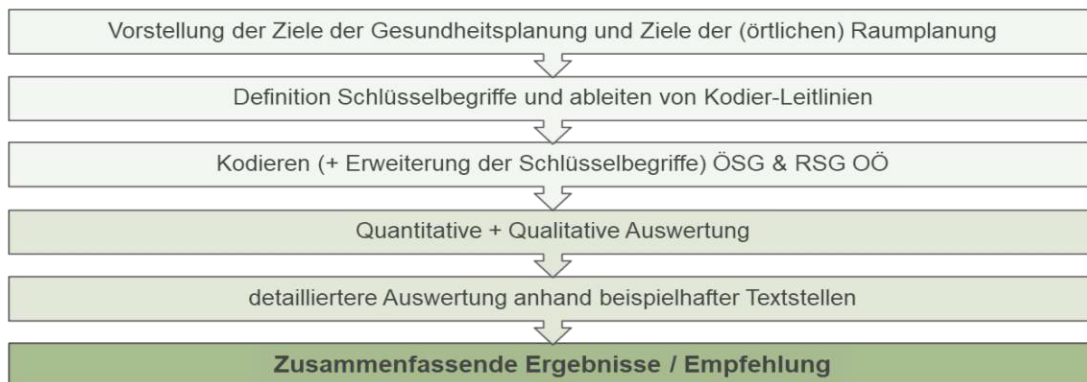 Vorstellung der Ziele der Gesundheitsplanung und Ziele der (örtlichen) Raumplanung
Definition Schlüsselbegriffe und ableiten von Kodier-Leitlinien
Kodieren (+ Erweiterung der Schlüsselbegriffe) ÖSG & RSG OÖ
Quantitative + Qualitative Auswertung
detailliertere Auswertung anhand beispielhafter Textstellen
Zusammenfassende Ergebnisse / Empfehlung